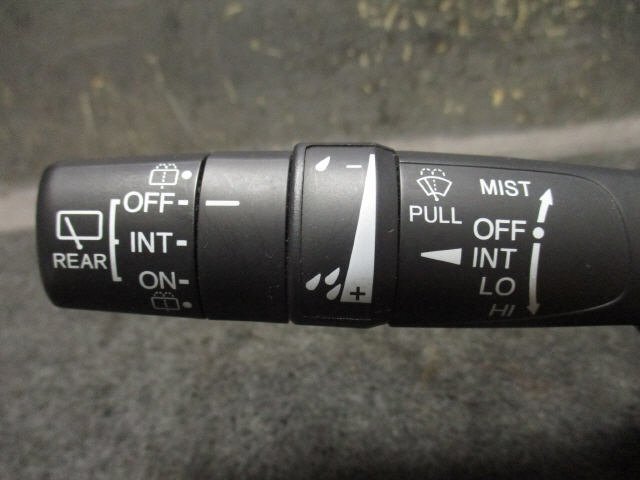 OFF-
INT-
ON-
REAR
-
+
PULL
MIST
OFF
INT
LO
HI